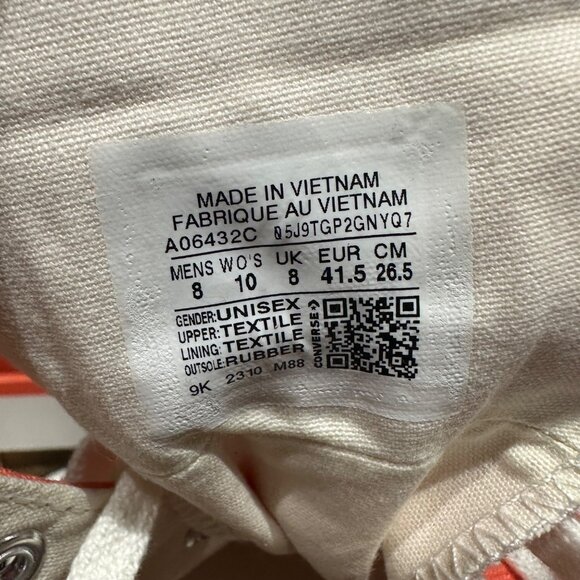 MADE IN VIETNAM
FABRIQUE AU VIETNAM
A06432C 05J9TGP2GNYQ7
MENS WO'S UK EUR CM
8 10 8 41.5 26.5
GENDER:UNISEX
UPPER:TEXTILE
LINING:TEXTILE
OUTSOLE:RUBBER
9K 2310 M88
CONVERSE